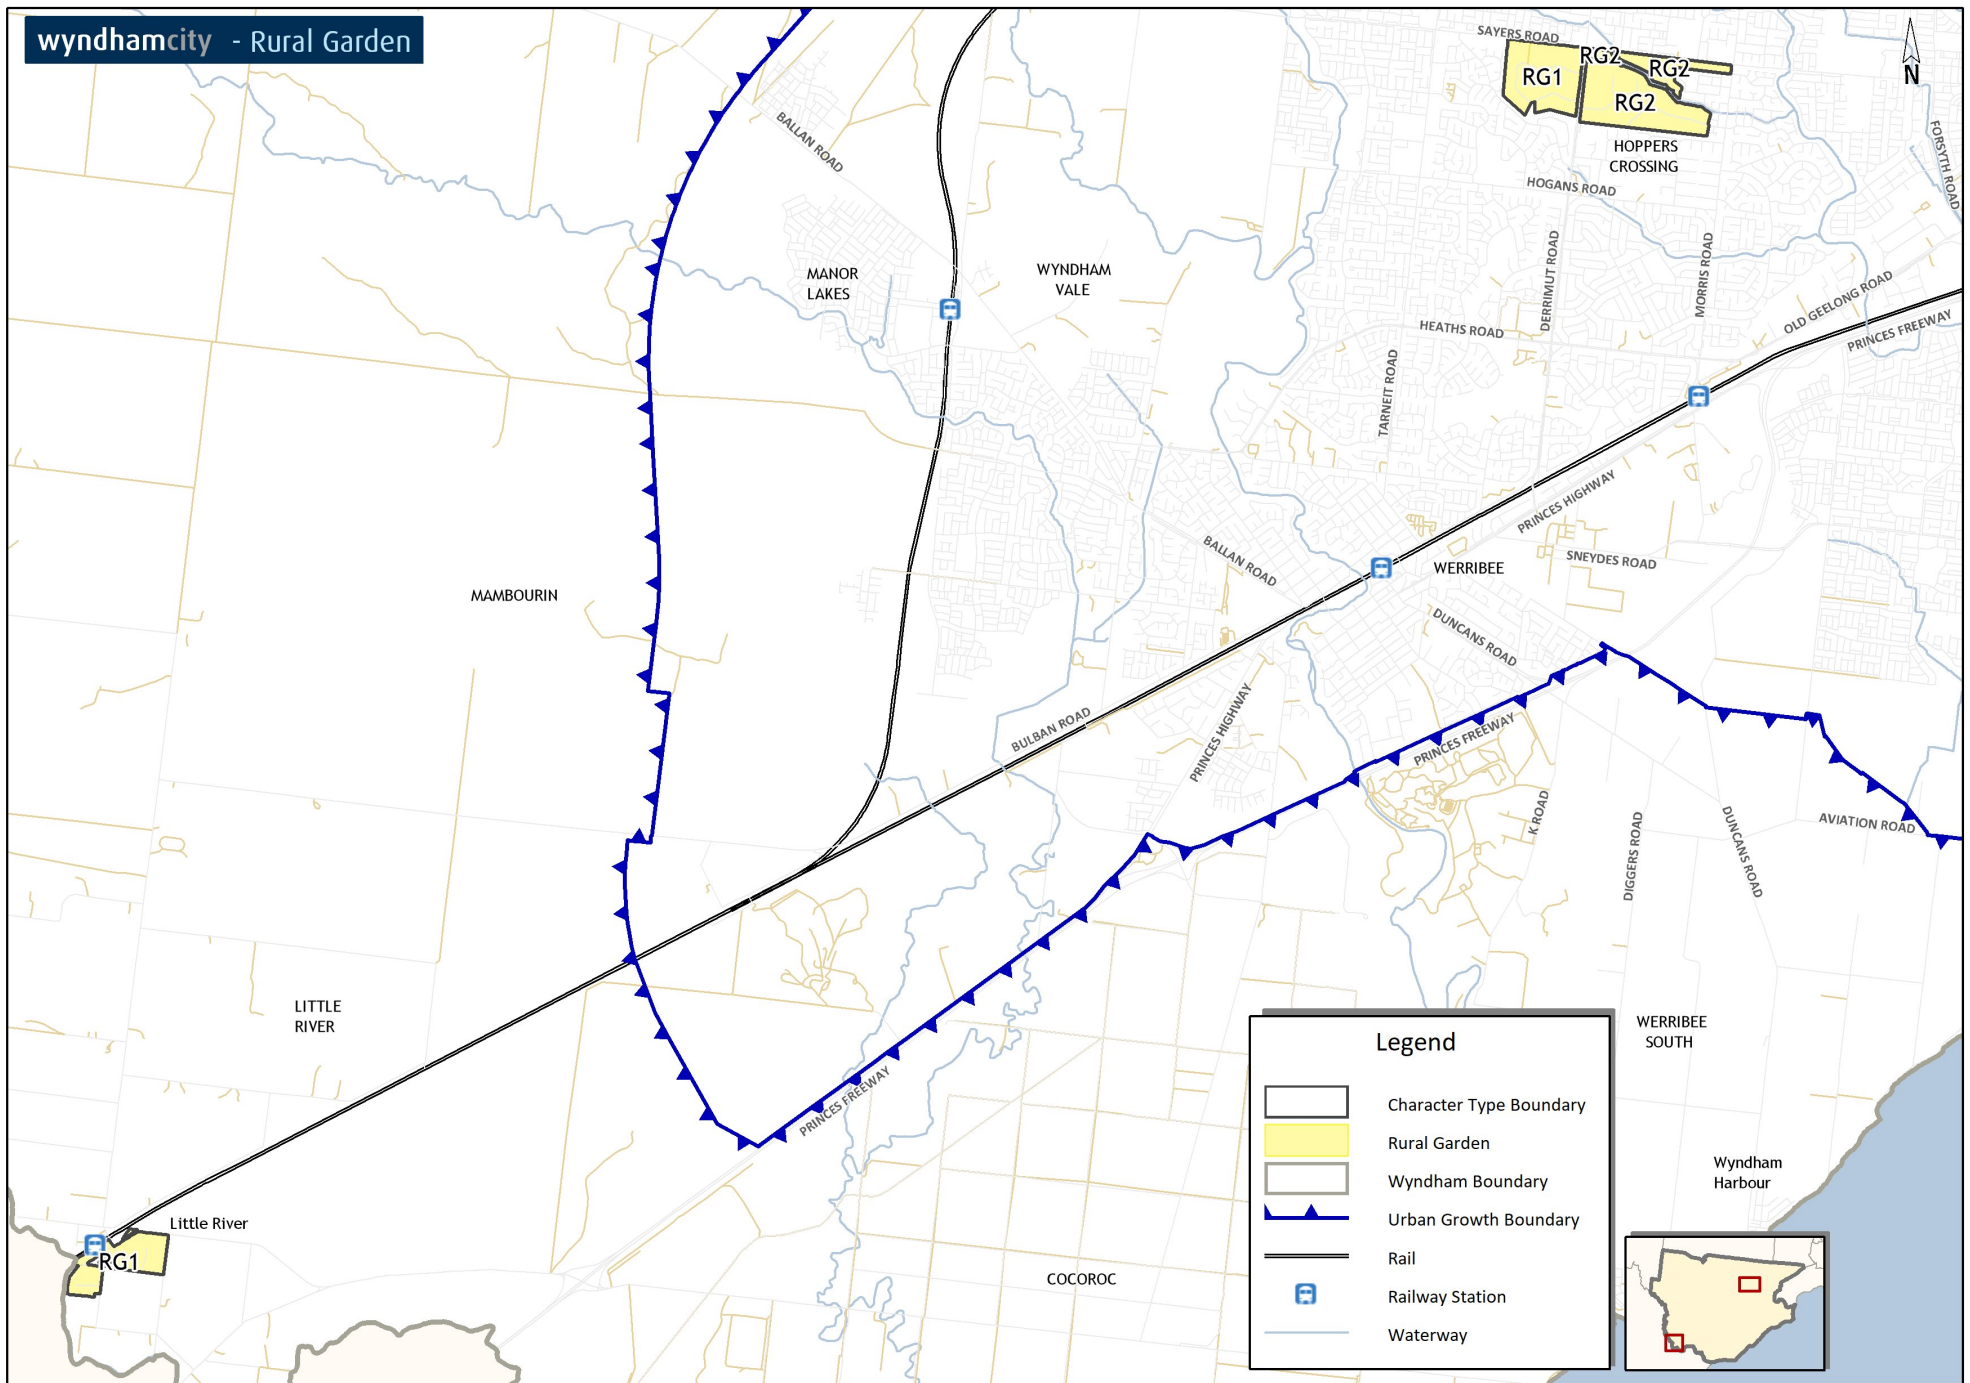 wyndhamcity - Rural Garden
SAYERS ROAD
N
RG1
RG2
RG2
RG2
HOPPERS
CROSSING
FORSYTH ROAD
BALLAN ROAD
HOGANS ROAD
MANOR
LAKES
WYNDHAM
VALE
DERRIMUT ROAD
MORRIS ROAD
OLD GEELONG ROAD
PRINCES FREEWAY
HEATHS ROAD
TARNEIT ROAD
PRINCES HIGHWAY
BALLAN ROAD
WERRIBEE
SNEYDES ROAD
MAMBOURIN
DUNCANS ROAD
BULBAN ROAD
PRINCES HIGHWAY
PRINCES FREEWAY
K ROAD
DIGGERS ROAD
DUNCANS ROAD
AVIATION ROAD
LITTLE
RIVER
WERRIBEE
SOUTH
PRINCES FREEWAY
Wyndham
Harbour
Little River
RG1
COCOROC
Legend
Character Type Boundary
Rural Garden
Wyndham Boundary
Urban Growth Boundary
Rail
Railway Station
Waterway